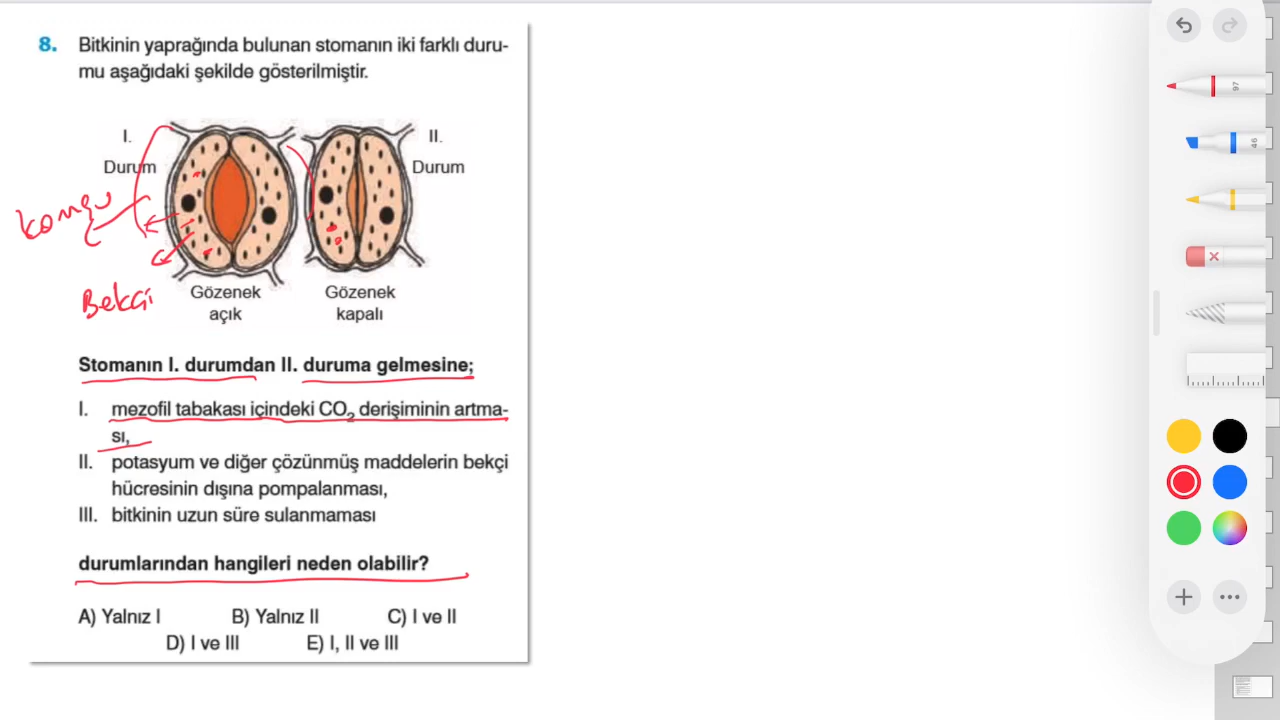 8. Bitkinin yaprağında bulunan stomanın iki farklı duru-
mu aşağıdaki şekilde gösterilmiştir.
I.
Durum
II.
Durum
Komşu
Bekçi
Gözenek
açık
Gözenek
kapalı
Stomanın I. durumdan II. duruma gelmesine;
I. mezofil tabakası içindeki CO₂ derişiminin artma-
sı,
II. potasyum ve diğer çözünmüş maddelerin bekçi
hücresinin dışına pompalanması,
III. bitkinin uzun süre sulanmaması
durumlarından hangileri neden olabilir?
A) Yalnız I B) Yalnız II C) I ve II
D) I ve III E) I, II ve III
97
46